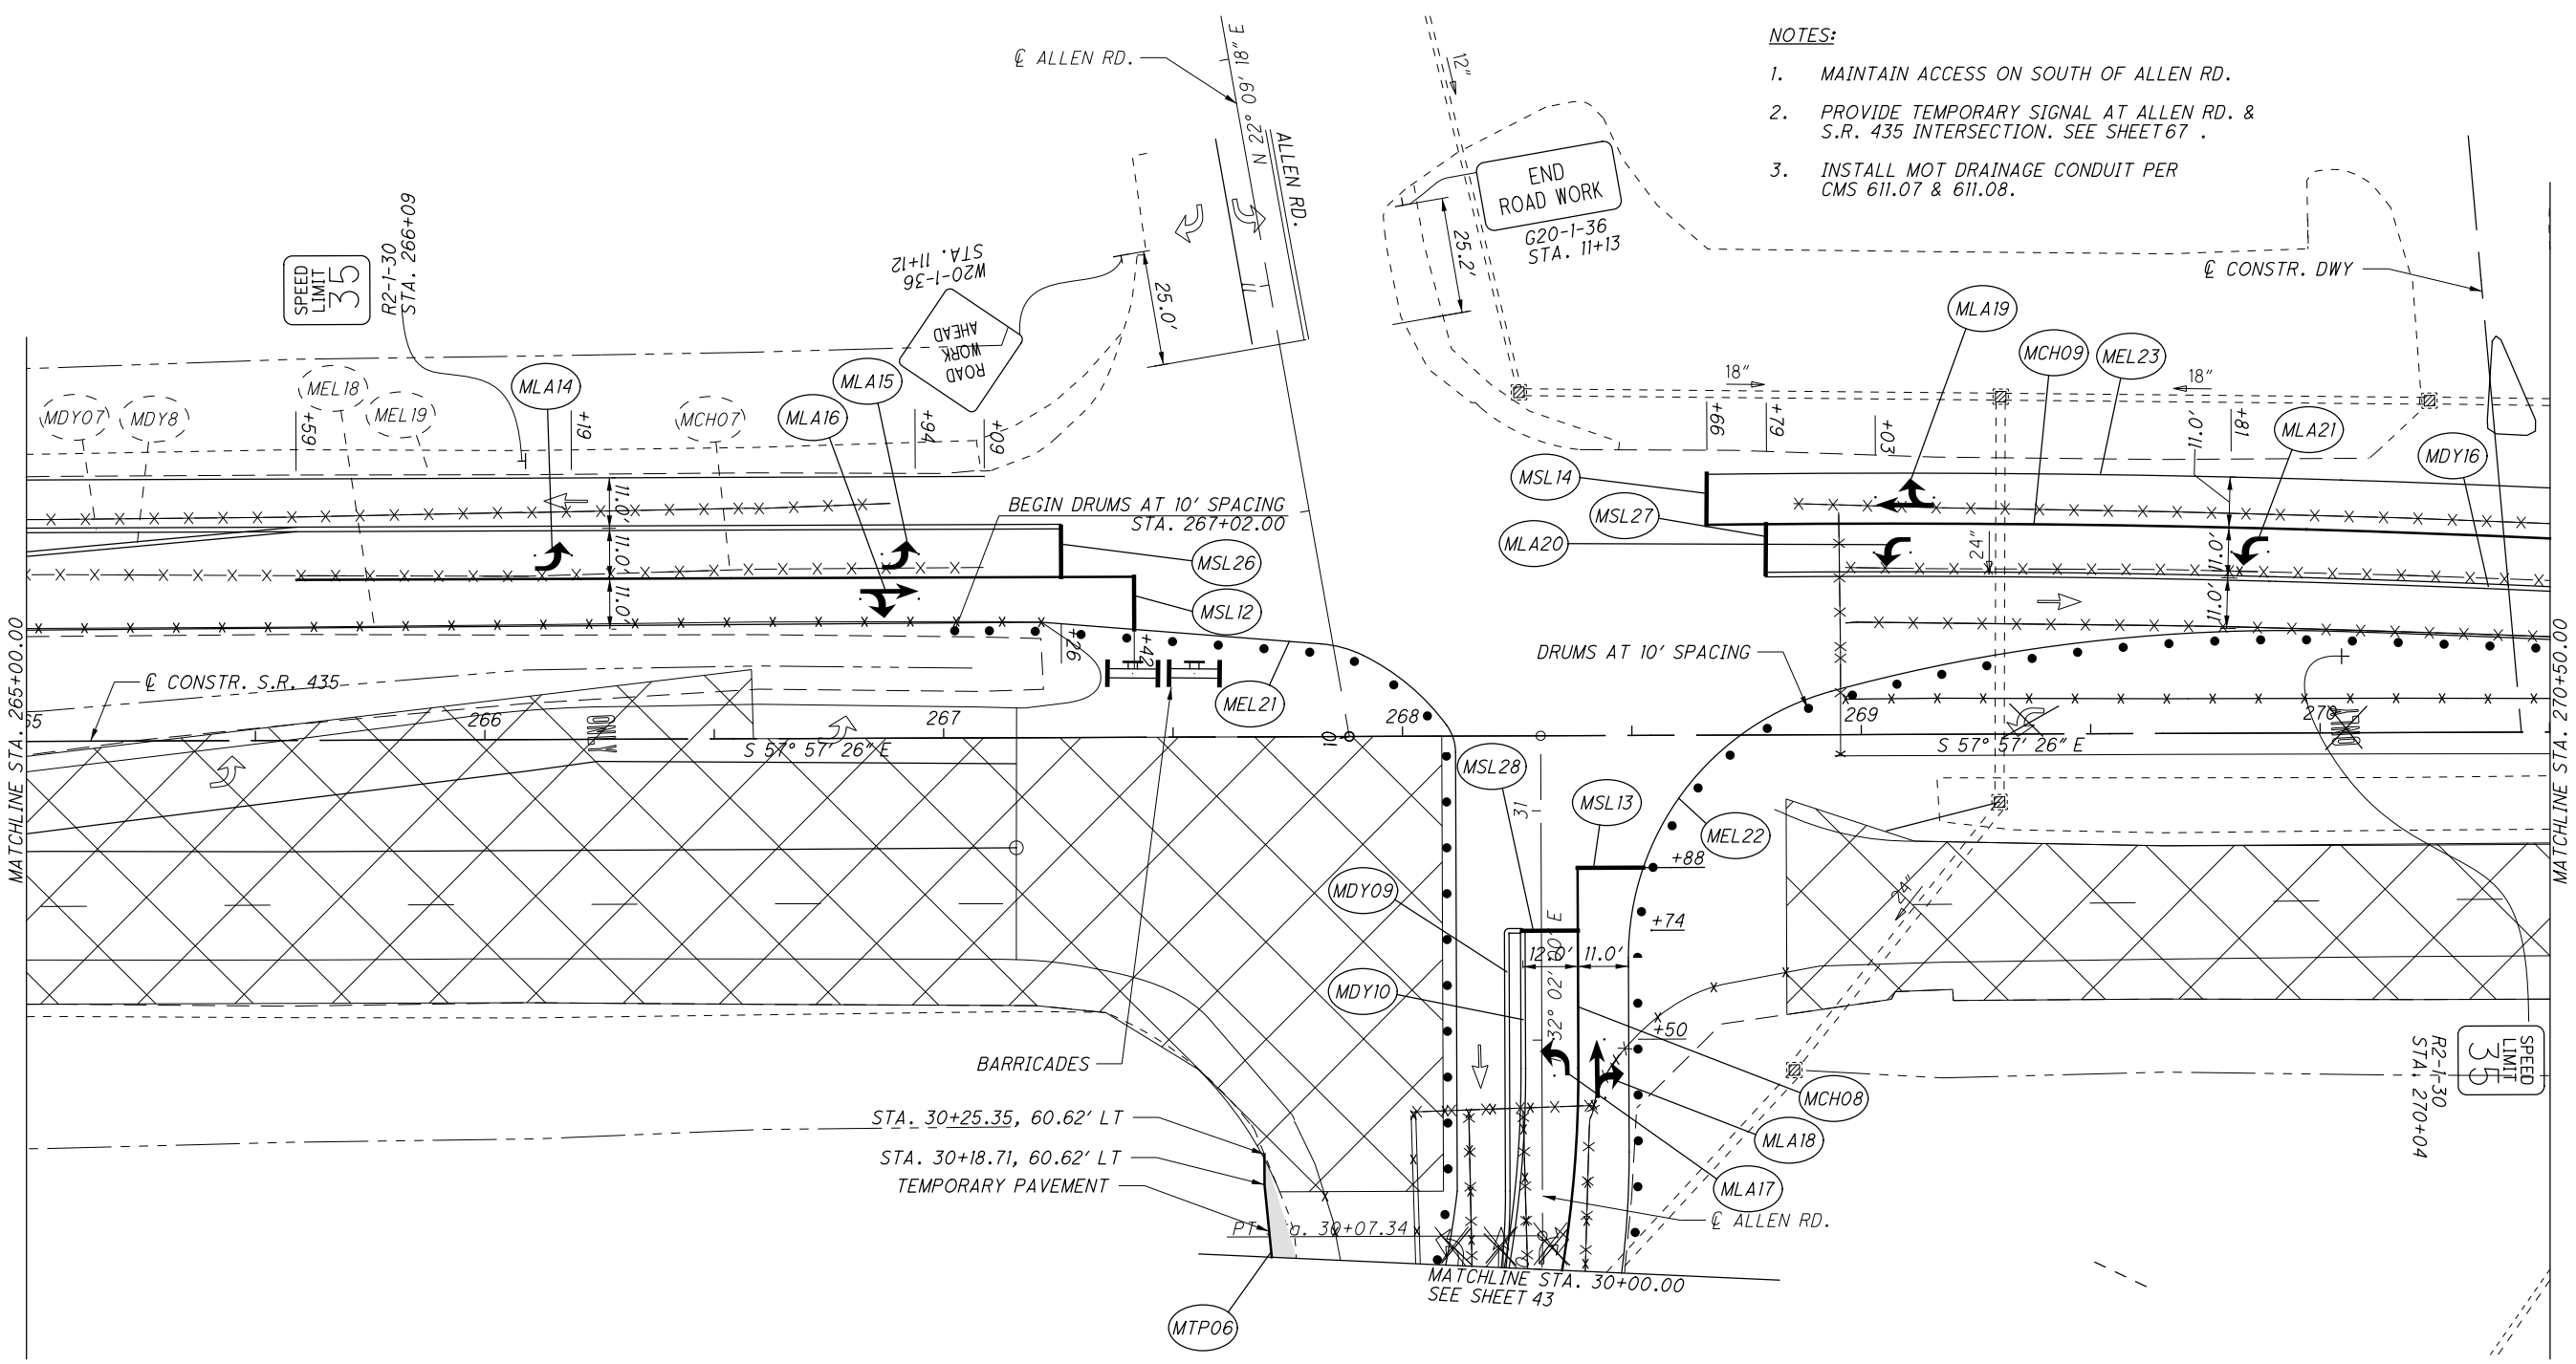 NOTES:
1. MAINTAIN ACCESS ON SOUTH OF ALLEN RD.
2. PROVIDE TEMPORARY SIGNAL AT ALLEN RD. &
S.R. 435 INTERSECTION. SEE SHEET 67 .
3. INSTALL MOT DRAINAGE CONDUIT PER
CMS 611.07 & 611.08.
℄ ALLEN RD.
N 22° 09' 18" E
ALLEN RD.
12"
END
ROAD WORK
G20-1-36
STA. 11+13
25.2'
℄ CONSTR. DWY
SPEED
LIMIT
35
R2-1-30
STA. 266+09
W20-1-36
STA. 11+12
ROAD
WORK
AHEAD
25.0'
11
MLA19
MCH09
MEL23
18"
18"
MDY07
MDY8
MEL18
MEL19
MLA14
MCH07
MLA16
MLA15
+59
+19
+94
+09
+66
+79
+03
11.0'
+81
MLA21
MDY16
MSL14
MSL27
MLA20
BEGIN DRUMS AT 10' SPACING
STA. 267+02.00
11.0'
11.0'
11.0'
MSL26
MSL12
24"
11.0'
11.0'
+26
+42
MEL21
DRUMS AT 10' SPACING
℄ CONSTR. S.R. 435
MATCHLINE STA. 265+00.00
MATCHLINE STA. 270+50.00
65
266
ONLY
267
S 57° 57' 26" E
10
268
269
S 57° 57' 26" E
270
MSL28
31
MSL13
MEL22
+88
MDY09
+74
12.0'
11.0'
24"
MDY10
32° 02'
E
+50
BARRICADES
MCH08
MLA18
MLA17
STA. 30+25.35, 60.62' LT
STA. 30+18.71, 60.62' LT
TEMPORARY PAVEMENT
PT
a. 30+07.34
℄ ALLEN RD.
MATCHLINE STA. 30+00.00
SEE SHEET 43
MTP06
SPEED
LIMIT
35
R2-1-30
STA. 270+04